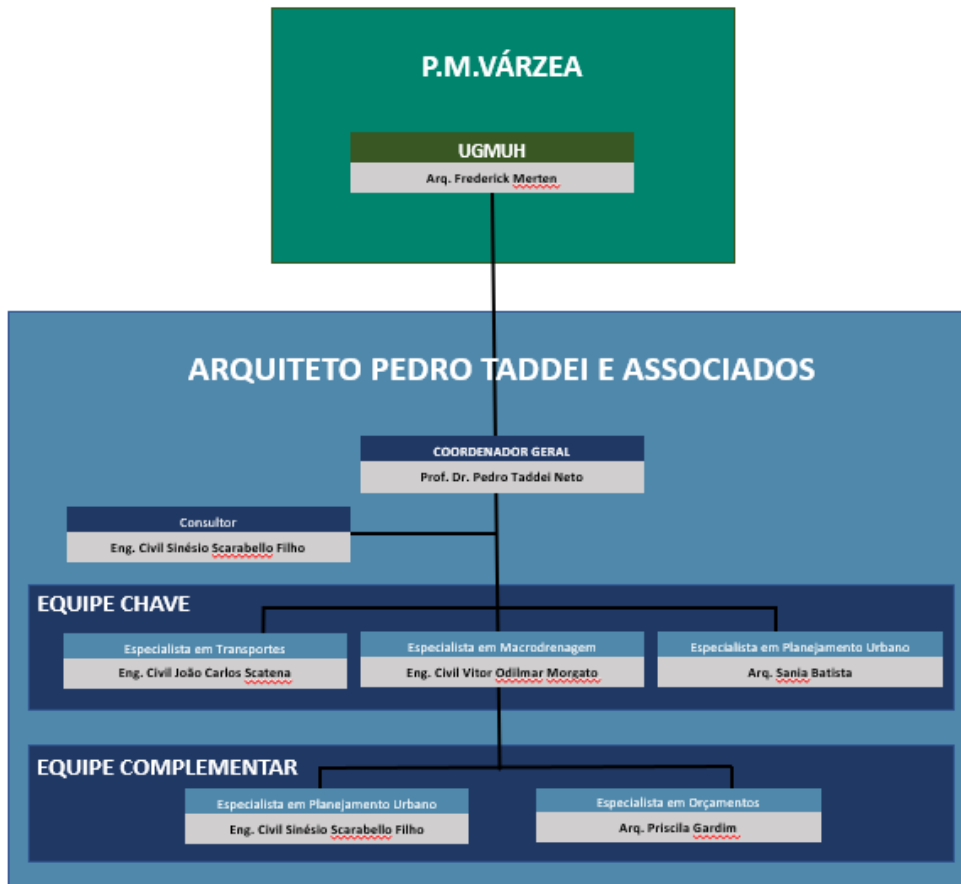 P.M.VÁRZEA
UGMUH
Arq. Frederick Merten
ARQUITETO PEDRO TADDEI E ASSOCIADOS
COORDENADOR GERAL
Prof. Dr. Pedro Taddei Neto
Consultor
Eng. Civil Sinésio Scarabello Filho
EQUIPE CHAVE
Especialista em Transportes
Eng. Civil João Carlos Scatena
Especialista em Macrodrenagem
Eng. Civil Vitor Odilmar Morgato
Especialista em Planejamento Urbano
Arq. Sania Batista
EQUIPE COMPLEMENTAR
Especialista em Planejamento Urbano
Eng. Civil Sinésio Scarabello Filho
Especialista em Orçamentos
Arq. Priscila Gardim